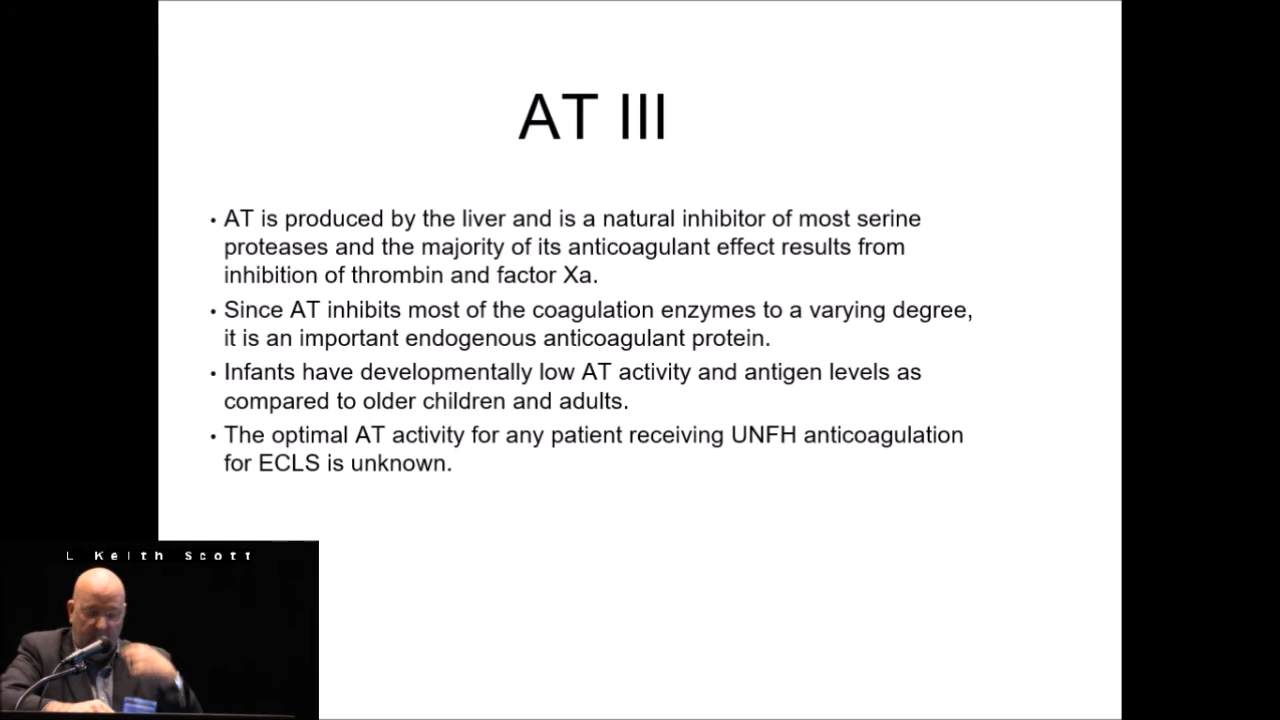 AT III
• AT is produced by the liver and is a natural inhibitor of most serine
proteases and the majority of its anticoagulant effect results from
inhibition of thrombin and factor Xa.
• Since AT inhibits most of the coagulation enzymes to a varying degree,
it is an important endogenous anticoagulant protein.
• Infants have developmentally low AT activity and antigen levels as
compared to older children and adults.
• The optimal AT activity for any patient receiving UNFH anticoagulation
for ECLS is unknown.
L Keith Scott